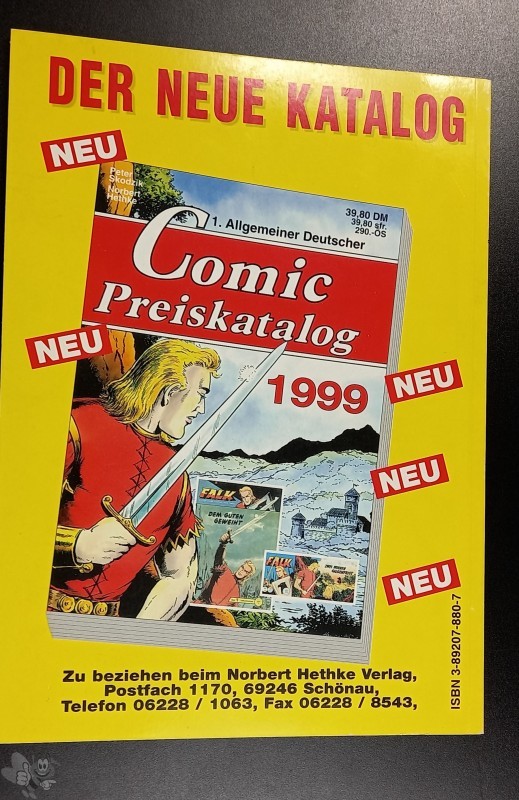 DER NEUE KATALOG
NEU
Peter
Skodzik
Norbert
Hethke
39,80 DM
39,80 sfr.
290.-ÖS
1. Allgemeiner Deutscher
Comic
Preiskatalog
NEU
1999
NEU
NEU
FALK
DEM GUTEN
GEWEIHT
FALK
NEU
Zu beziehen beim Norbert Hethke Verlag,
Postfach 1170, 69246 Schönau,
Telefon 06228 / 1063, Fax 06228 / 8543,
ISBN 3-89207-880-7